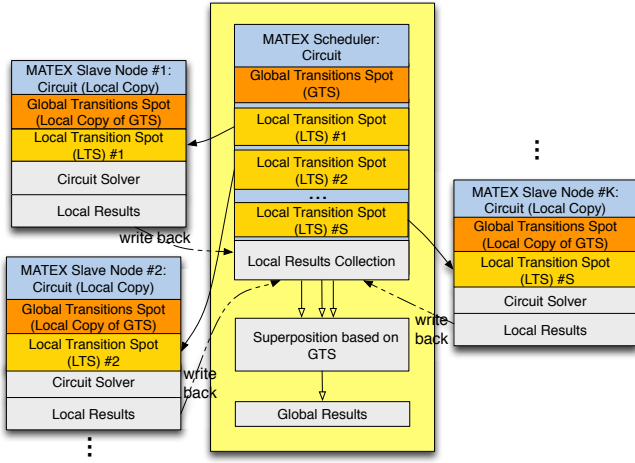 MATEX Slave Node #1:
Circuit (Local Copy)
Global Transitions Spot
(Local Copy of GTS)
Local Transition Spot
(LTS) #1
Circuit Solver
Local Results
write back
MATEX Slave Node #2:
Circuit (Local Copy)
Global Transitions Spot
(Local Copy of GTS)
Local Transition Spot
(LTS) #2
Circuit Solver
Local Results
write
back
MATEX Scheduler:
Circuit
Global Transitions Spot
(GTS)
Local Transition Spot
(LTS) #1
Local Transition Spot
(LTS) #2
...
Local Transition Spot
(LTS) #S
Local Results Collection
Superposition based on
GTS
Global Results
MATEX Slave Node #K:
Circuit (Local Copy)
Global Transitions Spot
(Local Copy of GTS)
Local Transition Spot
(LTS) #S
Circuit Solver
Local Results
write
back